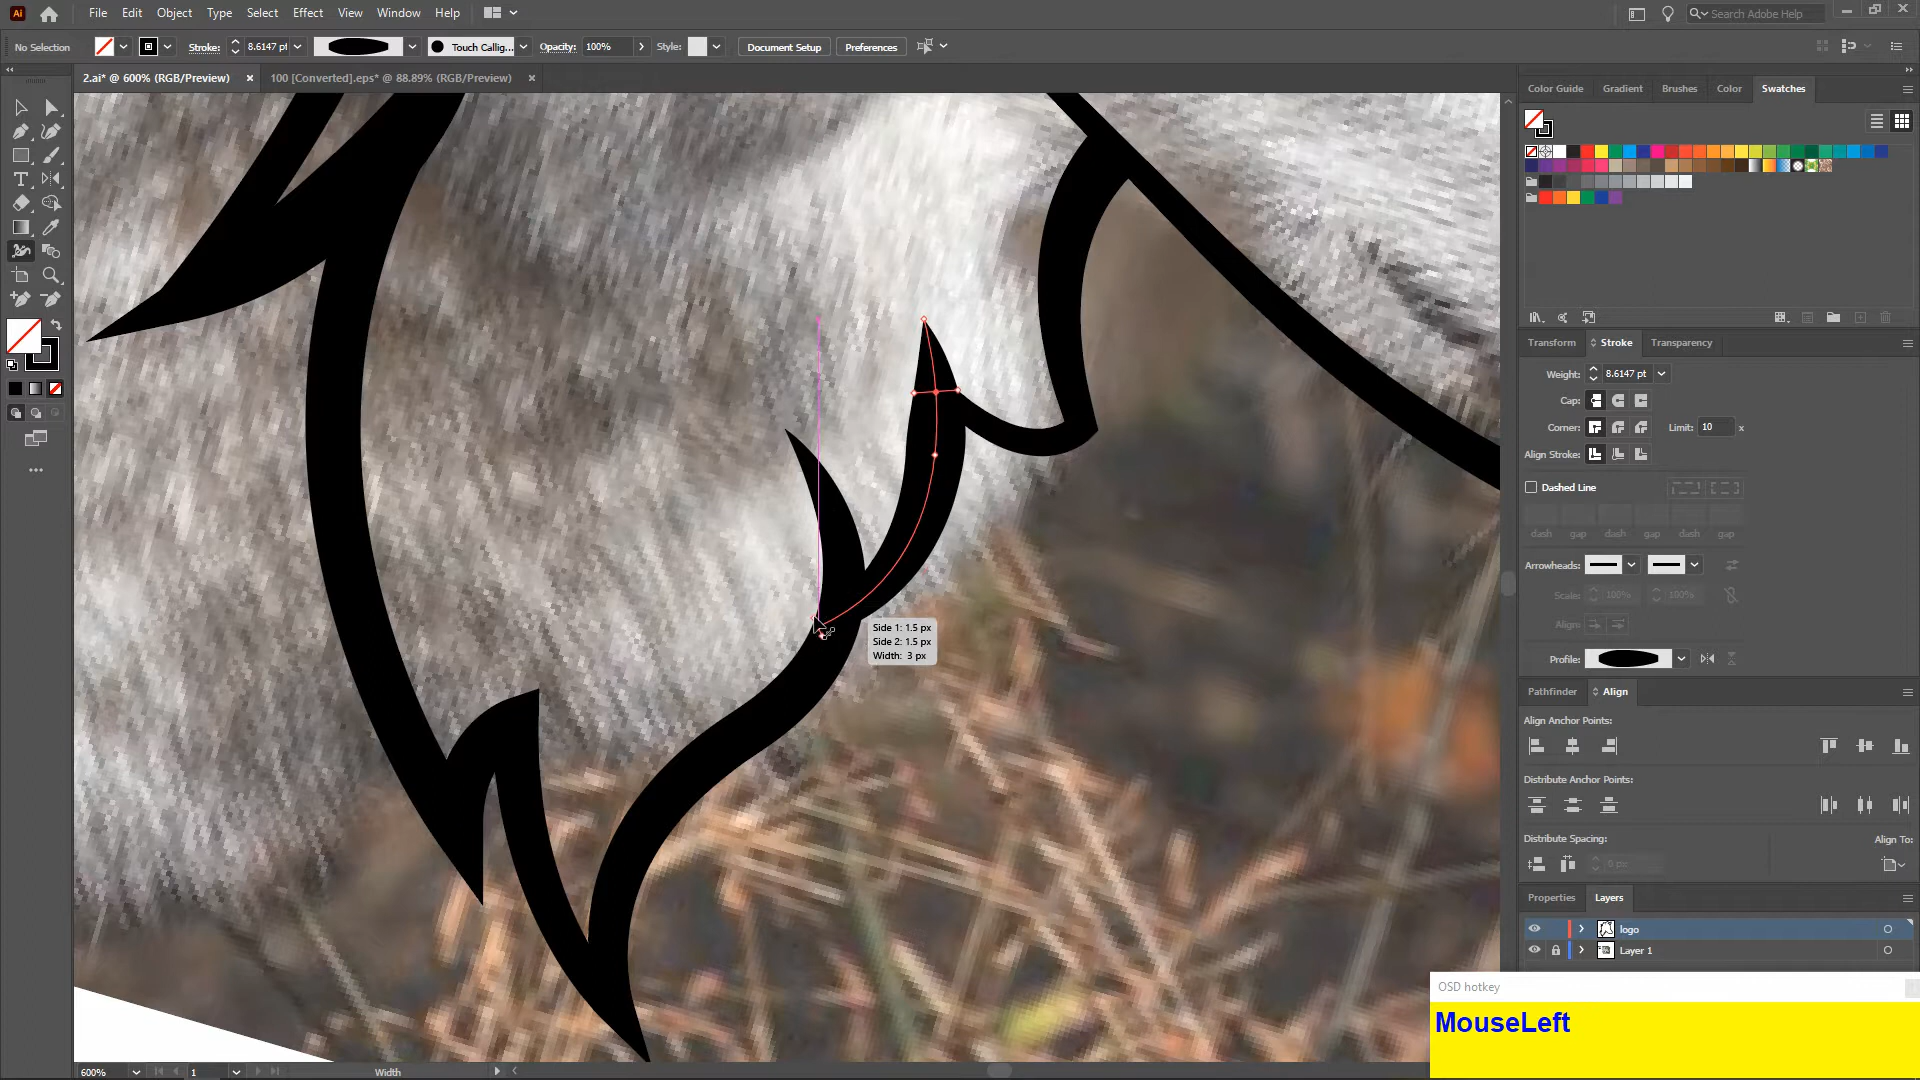 Ai File Edit Object Type Select Effect View Window Help Search Adobe Help
No Selection Stroke: 8.6147 pt Touch Callig... Opacity: 100% Style: Document Setup Preferences
2.ai* @ 600% (RGB/Preview) × 100 [Converted].eps* @ 88.89% (RGB/Preview) ×
Color Guide Gradient Brushes Color Swatches
Transform Stroke Transparency
Weight: 8.6147 pt
Cap:
Corner: Limit: 10 x
Align Stroke:
Dashed Line
dash gap dash gap dash gap
Arrowheads:
Scale: 100% 100%
Align:
Profile:
Side 1: 1.5 px
Side 2: 1.5 px
Width: 3 px
Pathfinder Align
Align Anchor Points:
Distribute Anchor Points:
Distribute Spacing: Align To:
0 px
Properties Layers
logo
Layer 1
OSD hotkey
MouseLeft
600% 1 Width